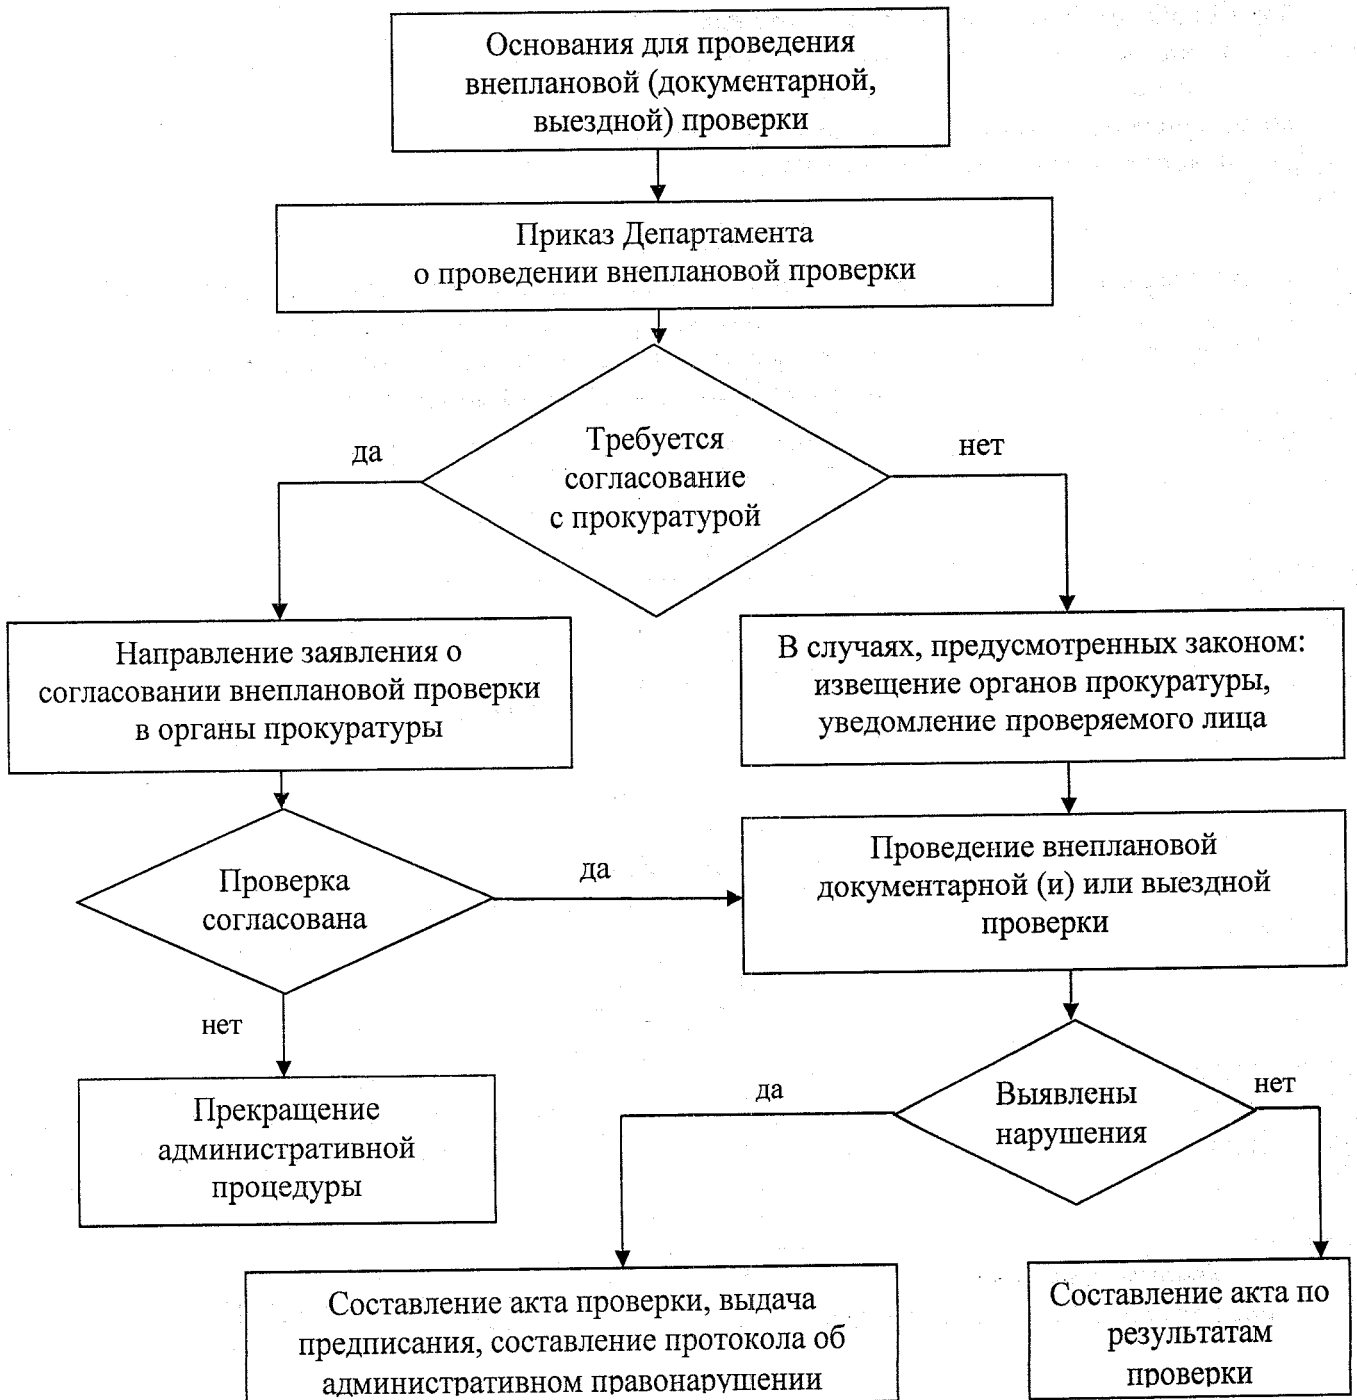 Основания для проведения
внеплановой (документарной,
выездной) проверки
Приказ Департамента
о проведении внеплановой проверки
Требуется
согласование
с прокуратурой
да
нет
Направление заявления о
согласовании внеплановой проверки
в органы прокуратуры
В случаях, предусмотренных законом:
извещение органов прокуратуры,
уведомление проверяемого лица
Проверка
согласована
да
Проведение внеплановой
документарной (и) или выездной
проверки
нет
Прекращение
административной
процедуры
Выявлены
нарушения
да
нет
Составление акта проверки, выдача
предписания, составление протокола об
административном правонарушении
Составление акта по
результатам
проверки